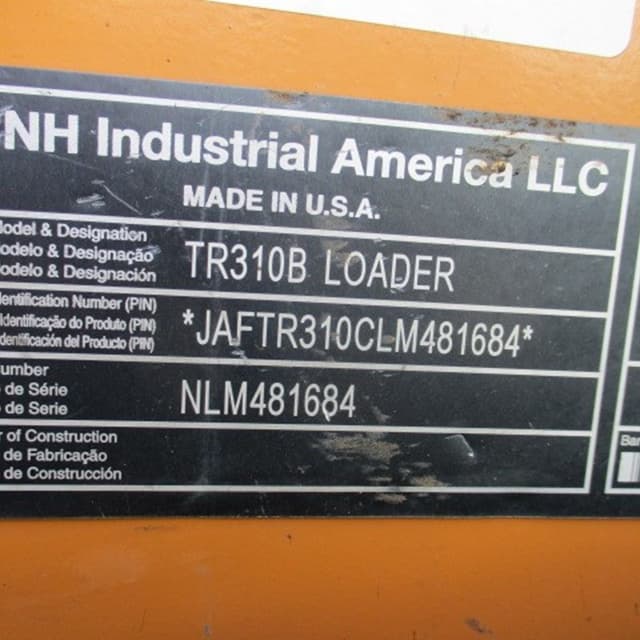 NH Industrial America LLC
MADE IN U.S.A.
odel & Designation
odelo & Designação
odelo & Designación
TR310B LOADER
dentification Number (PIN)
Identificação do Produto (PIN)
dentificación del Producto (PIN)
*JAFTR310CLM481684*
umber
de Série
de Serie
NLM481684
r of Construction
de Fabricação
de Construcción
Bar